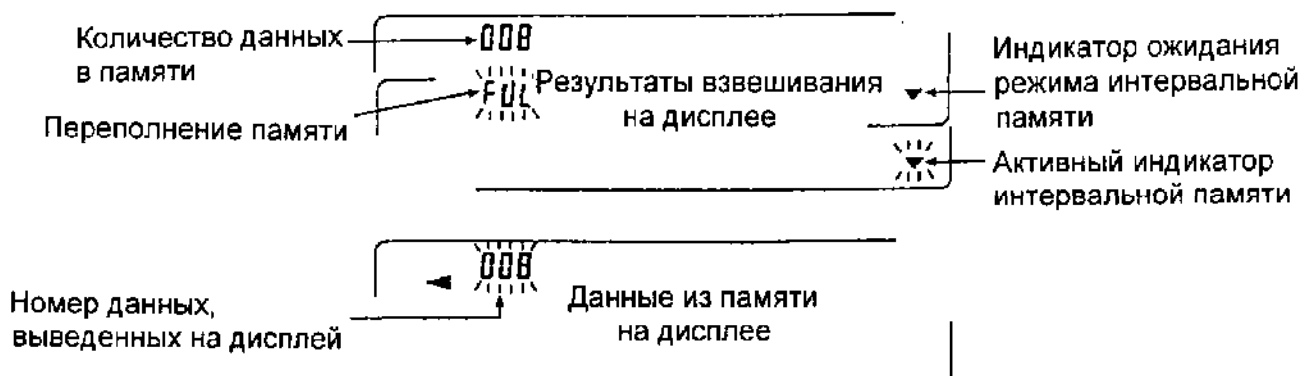 Количество данных
в памяти
008
FUL
Переполнение памяти
Результаты взвешивания
на дисплее
Индикатор ожидания
режима интервальной
памяти
Активный индикатор
интервальной памяти
008
Номер данных,
выведенных на дисплей
Данные из памяти
на дисплее